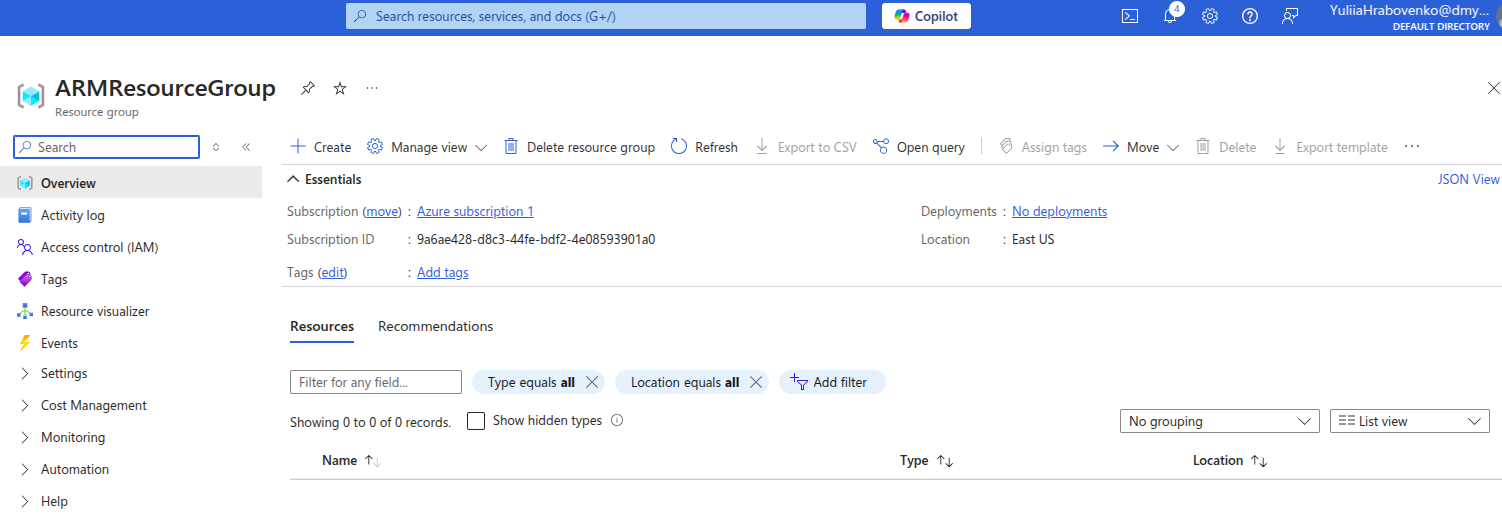 Search resources, services, and docs (G+/)
Copilot
4
YuliiaHrabovenko@dmy...
DEFAULT DIRECTORY
ARMResourceGroup
Resource group
Search
Create
Manage view
Delete resource group
Refresh
Export to CSV
Open query
Assign tags
Move
Delete
Export template
Overview
Activity log
Access control (IAM)
Tags
Resource visualizer
Events
Settings
Cost Management
Monitoring
Automation
Help
Essentials
JSON View
Subscription (move) : Azure subscription 1
Deployments : No deployments
Subscription ID : 9a6ae428-d8c3-44fe-bdf2-4e08593901a0
Location : East US
Tags (edit) : Add tags
Resources
Recommendations
Filter for any field...
Type equals all
Location equals all
Add filter
Showing 0 to 0 of 0 records.
Show hidden types
No grouping
List view
Name
Type
Location